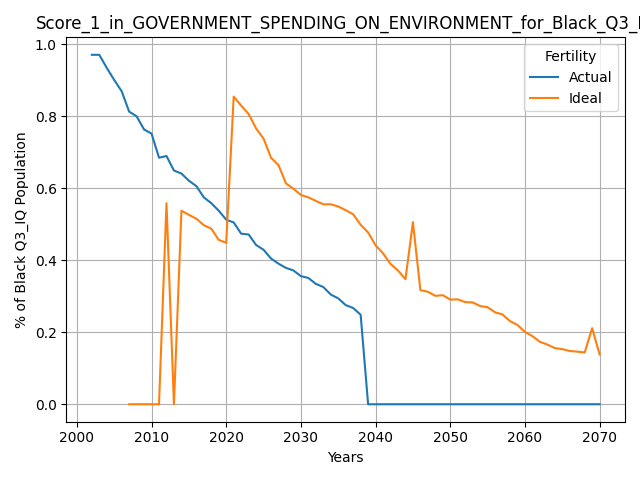 Score_1_in_GOVERNMENT_SPENDING_ON_ENVIRONMENT_for_Black_Q3_I
Fertility
Actual
Ideal
% of Black Q3_IQ Population
1.0
0.8
0.6
0.4
0.2
0.0
2000 2010 2020 2030 2040 2050 2060 2070
Years